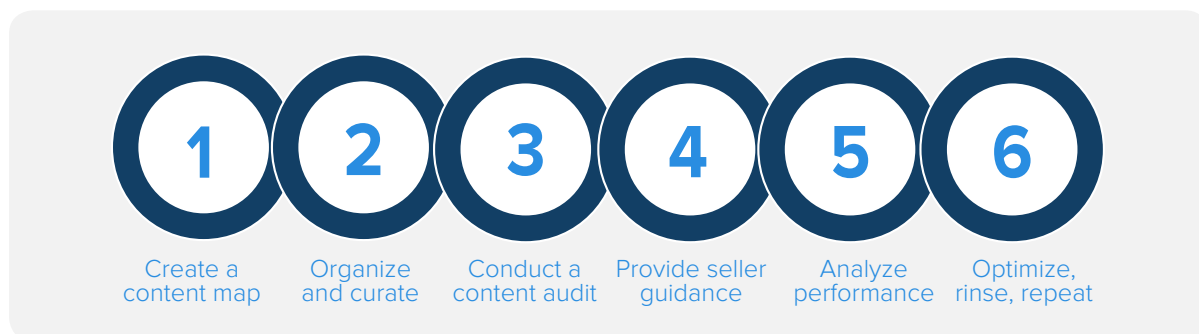 1
2
3
4
5
6
Create a
content map
Organize
and curate
Conduct a
content audit
Provide seller
guidance
Analyze
performance
Optimize,
rinse, repeat